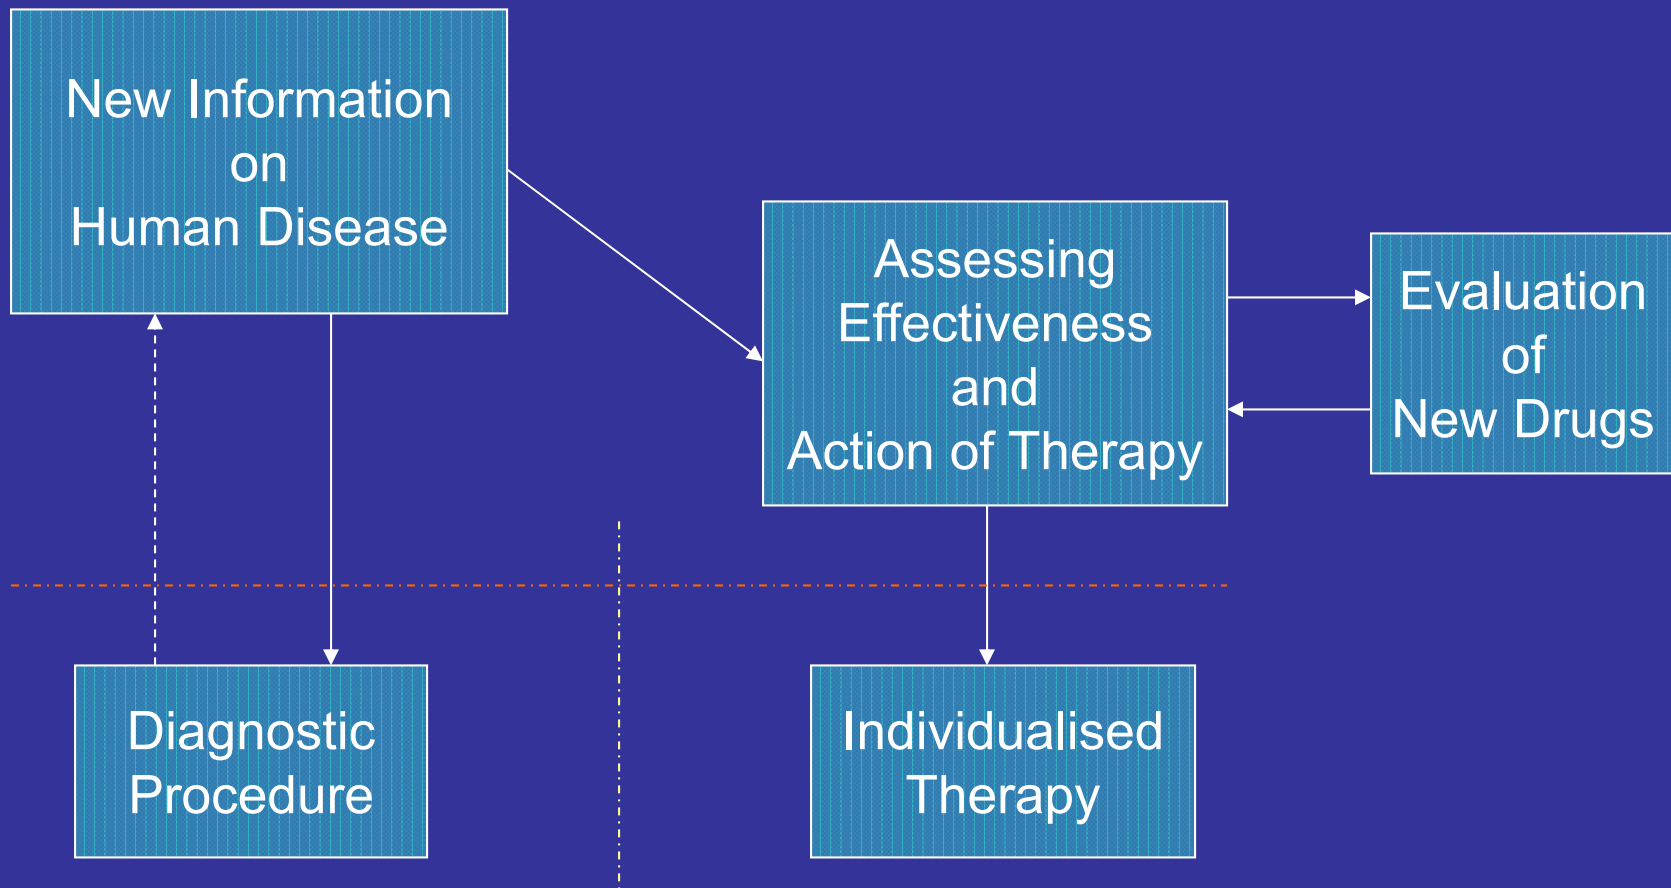 New Information
on
Human Disease
Assessing
Effectiveness
and
Action of Therapy
Evaluation
of
New Drugs
Diagnostic
Procedure
Individualised
Therapy